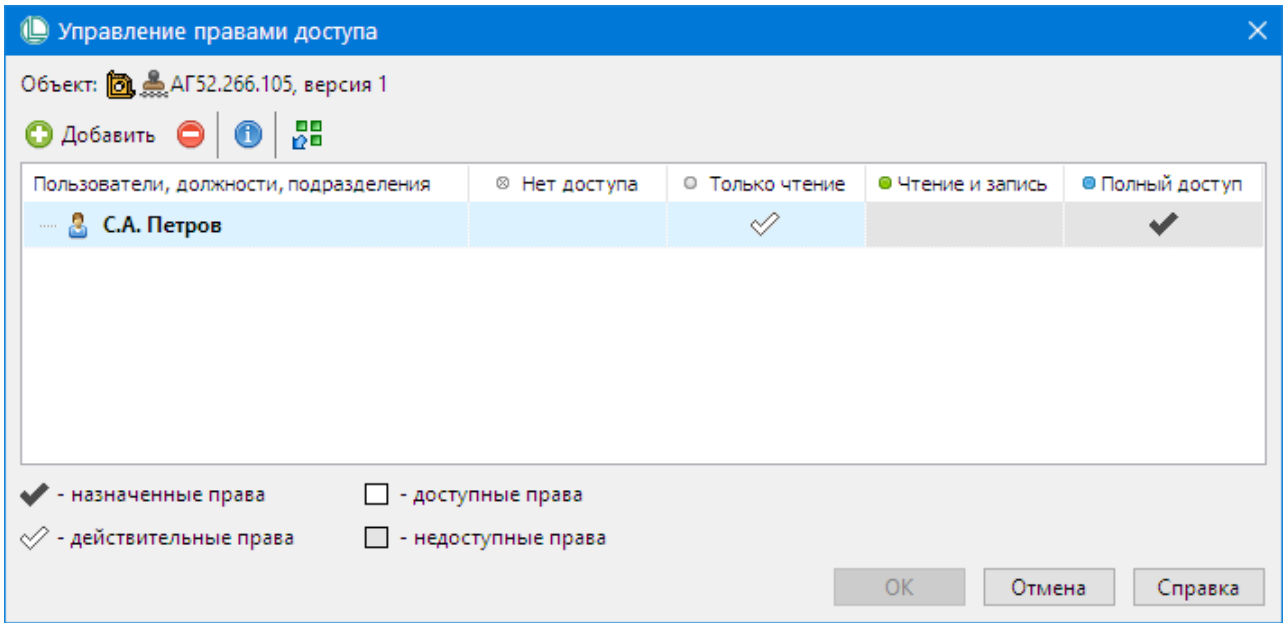 Управление правами доступа
Объект: АГ52.266.105, версия 1
Добавить
Пользователи, должности, подразделения Нет доступа Только чтение Чтение и запись Полный доступ
С.А. Петров
- назначенные права - доступные права
- действительные права - недоступные права
ОК Отмена Справка